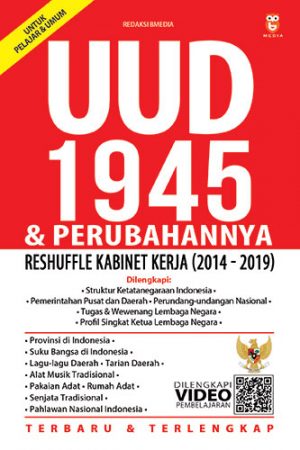 REDAKSI BMEDIA
MEDIA
UNTUK
PELAJAR & UMUM
UUD
1945
& PERUBAHANNYA
RESHUFFLE KABINET KERJA (2014 - 2019)
Dilengkapi:
• Struktur Ketatanegaraan Indonesia •
• Pemerintahan Pusat dan Daerah • Perundang-undangan Nasional •
• Tugas & Wewenang Lembaga Negara •
• Profil Singkat Ketua Lembaga Negara •
• Provinsi di Indonesia •
• Suku Bangsa di Indonesia •
• Lagu-lagu Daerah • Tarian Daerah •
• Alat Musik Tradisional •
• Pakaian Adat • Rumah Adat •
• Senjata Tradisional •
• Pahlawan Nasional Indonesia •
DILENGKAPI
VIDEO
PEMBELAJARAN
TERBARU & TERLENGKAP